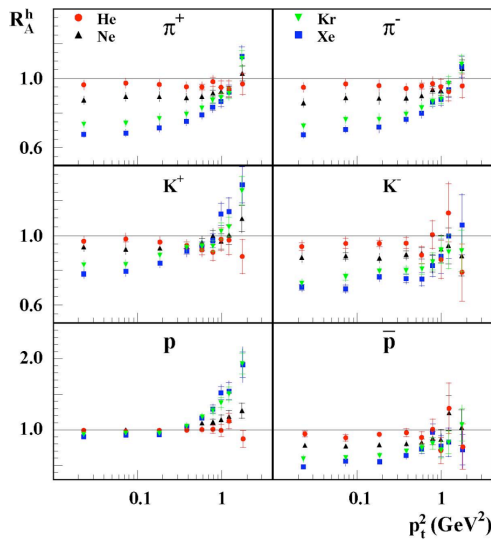 R_A^h
He
Ne
π+
Kr
Xe
π-
1.0
0.6
K+
K-
1.0
0.6
p
p̅
2.0
1.0
0.1
1
0.1
1
p_t^2 (GeV^2)